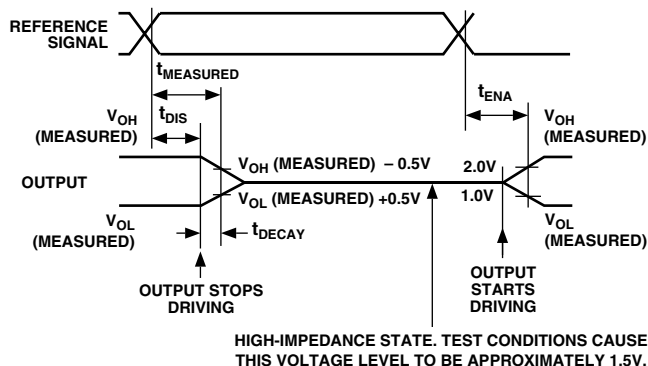 REFERENCE
SIGNAL
tMEASURED
tDIS
tENA
VOH
(MEASURED)
VOH
(MEASURED)
VOH (MEASURED) – 0.5V
2.0V
OUTPUT
VOL (MEASURED) +0.5V
1.0V
VOL
(MEASURED)
VOL
(MEASURED)
tDECAY
OUTPUT STOPS
DRIVING
OUTPUT
STARTS
DRIVING
HIGH-IMPEDANCE STATE. TEST CONDITIONS CAUSE
THIS VOLTAGE LEVEL TO BE APPROXIMATELY 1.5V.